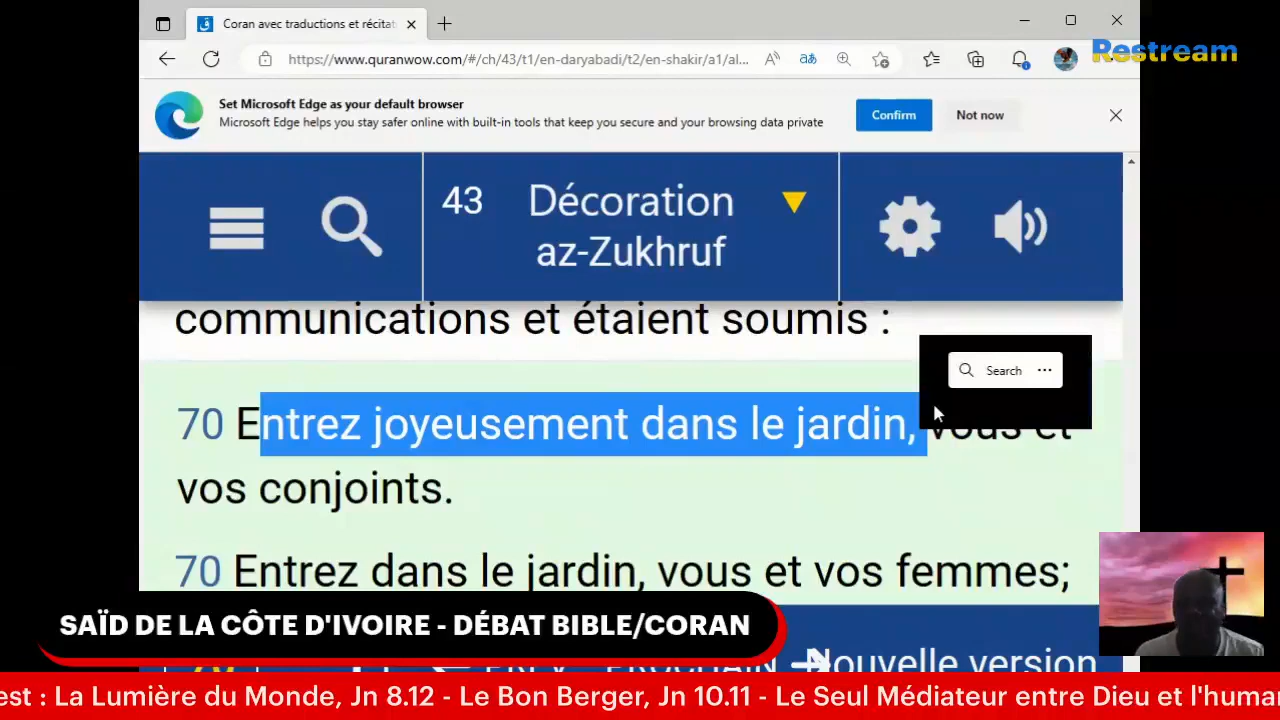 Coran avec traductions et récitat
Restream
https://www.quranwow.com/#/ch/43/t1/en-daryabadi/t2/en-shakir/a1/al...
Set Microsoft Edge as your default browser
Microsoft Edge helps you stay safer online with built-in tools that keep you secure and your browsing data private
Confirm
Not now
43 Décoration
az-Zukhruf
communications et étaient soumis :
Search
70 Entrez joyeusement dans le jardin, vous et
vos conjoints.
70 Entrez dans le jardin, vous et vos femmes;
SAÏD DE LA CÔTE D'IVOIRE - DÉBAT BIBLE/CORAN
Nouvelle version
est : La Lumière du Monde, Jn 8.12 - Le Bon Berger, Jn 10.11 - Le Seul Médiateur entre Dieu et l'huma